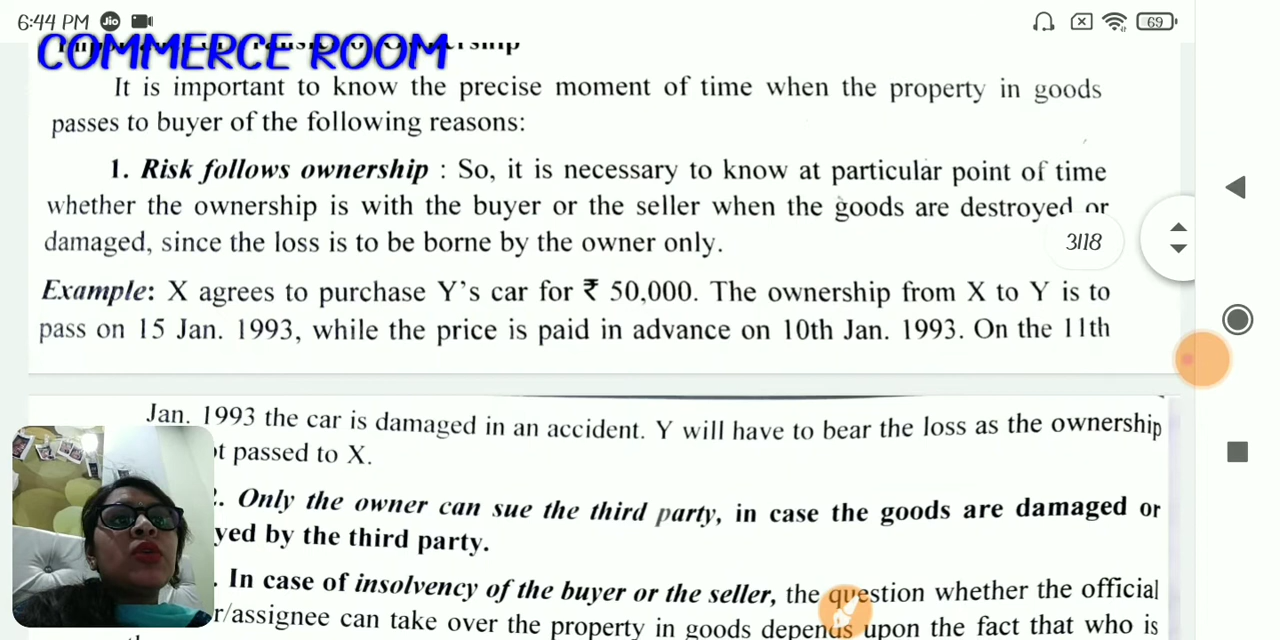 6:44 PM
69
COMMERCE ROOM
It is important to know the precise moment of time when the property in goods
passes to buyer of the following reasons:
1. Risk follows ownership : So, it is necessary to know at particular point of time
whether the ownership is with the buyer or the seller when the goods are destroyed or
damaged, since the loss is to be borne by the owner only.
3/18
Example: X agrees to purchase Y's car for ₹ 50,000. The ownership from X to Y is to
pass on 15 Jan. 1993, while the price is paid in advance on 10th Jan. 1993. On the 11th
Jan. 1993 the car is damaged in an accident. Y will have to bear the loss as the ownership
passed to X.
Only the owner can sue the third party, in case the goods are damaged or
by the third party.
In case of insolvency of the buyer or the seller, the question whether the official
/assignee can take over the property in goods depends upon the fact that who is